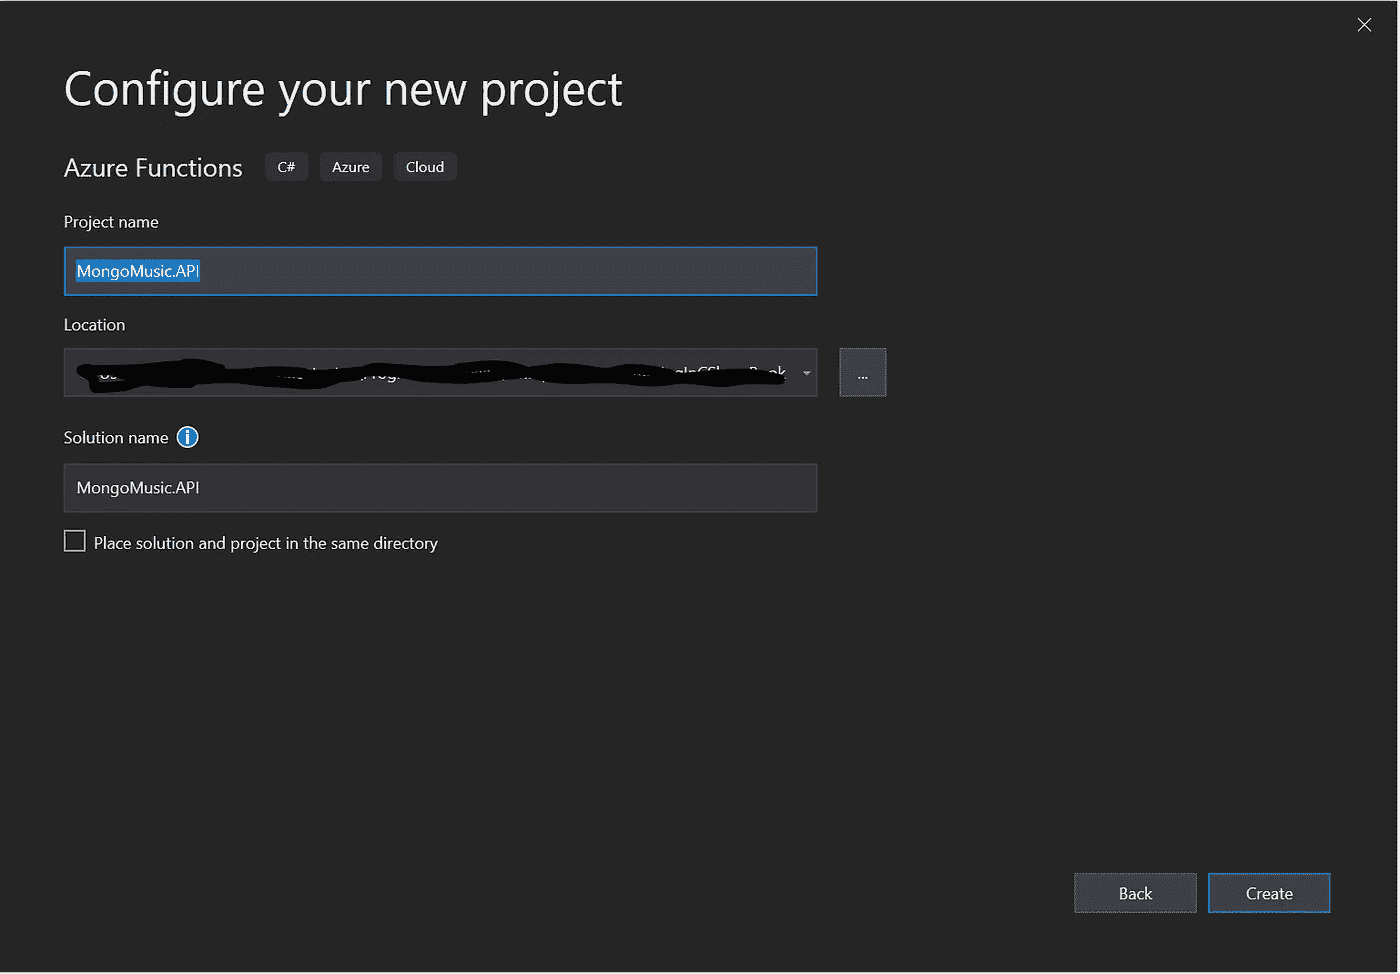 Configure your new project
Azure Functions C# Azure Cloud
Project name
MongoMusic.API
Location
...
Solution name
MongoMusic.API
Place solution and project in the same directory
Back Create